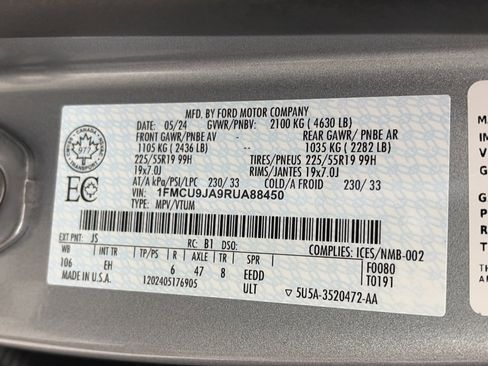 MFD. BY FORD MOTOR COMPANY
DATE: 05/24 GVWR/PNBV: 2100 KG ( 4630 LB)
FRONT GAWR/PNBE AV -- REAR GAWR/ PNBE AR
1105 KG ( 2436 LB) -- 1035 KG ( 2282 LB)
225/55R19 99H TIRES/PNEUS 225/55R19 99H
19x7.0J RIMS/JANTES 19x7.0J
AT/A kPa/PSI/LPC 230/ 33 COLD/A FROID 230/ 33
VIN: 1FMCU9JA9RUA88450
TYPE: MPV/VTUM
EXT PNT: JS RC: B1 DSO: COMPLIANCE: ICES/NMB-002
WB INT TR TP/PS R AXLE TR SPR F0080
106 EH 6 47 8 EEDD T0191
MADE IN U.S.A. 1202405176905 ULT 5U5A-3520472-AA
CANADA
TRANSPORT
EC